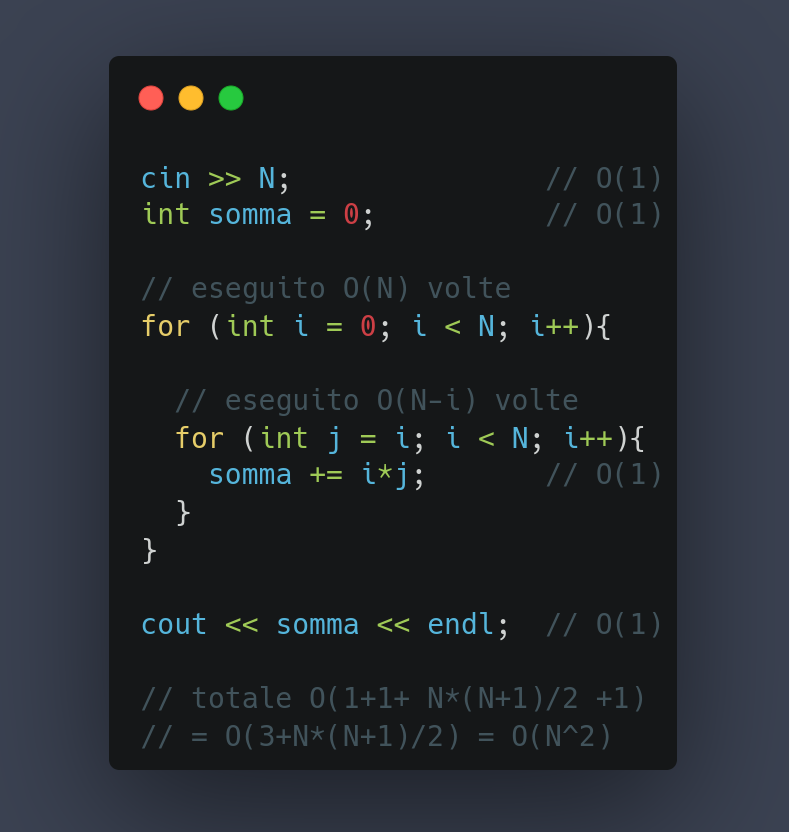 cin >> N;               // O(1)
int somma = 0;          // O(1)

// eseguito O(N) volte
for (int i = 0; i < N; i++){

  // eseguito O(N-i) volte
  for (int j = i; i < N; i++){
    somma += i*j;       // O(1)
  }
}

cout << somma << endl;  // O(1)

// totale O(1+1+ N*(N+1)/2 +1)
// = O(3+N*(N+1)/2) = O(N^2)